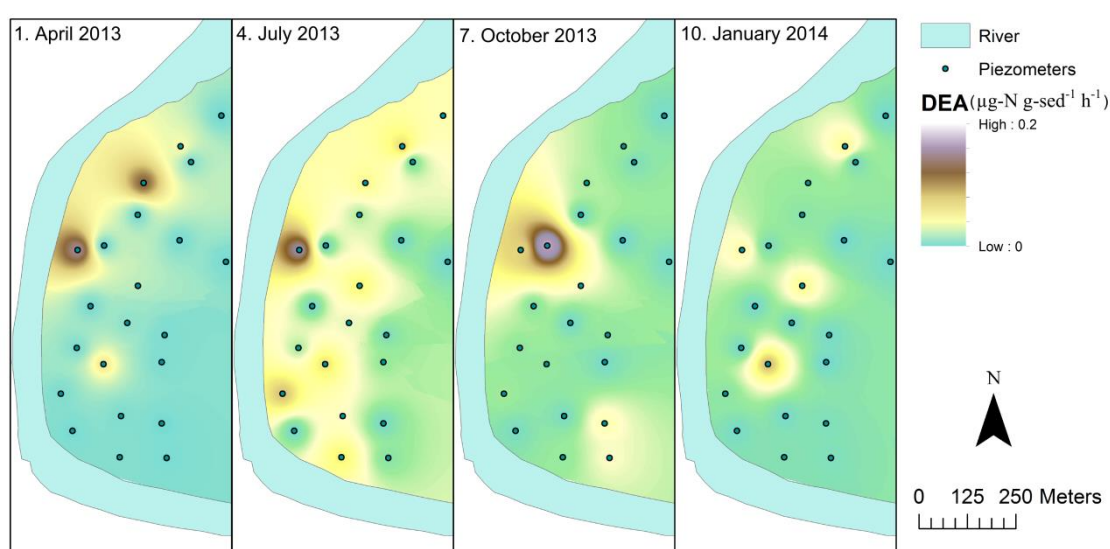 1. April 2013
4. July 2013
7. October 2013
10. January 2014
River
Piezometers
DEA (µg-N g-sed⁻¹ h⁻¹)
High : 0.2
Low : 0
N
0 125 250 Meters